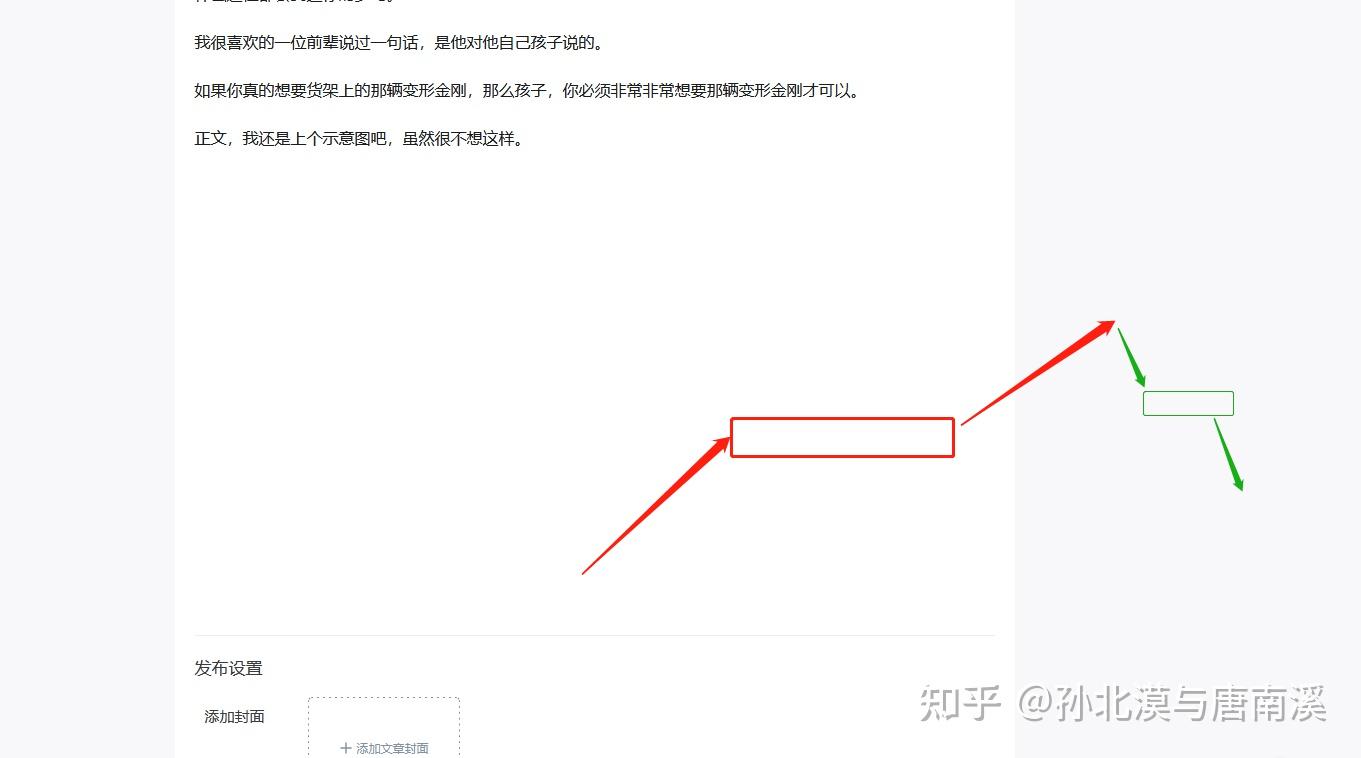 我很喜欢的一位前辈说过一句话，是他对他自己孩子说的。
如果你真的想要货架上的那辆变形金刚，那么孩子，你必须非常非常想要那辆变形金刚才可以。
正文，我还是上个示意图吧，虽然很不想这样。
发布设置
添加封面
+ 添加文章封面
知乎 @孙北漠与唐南溪